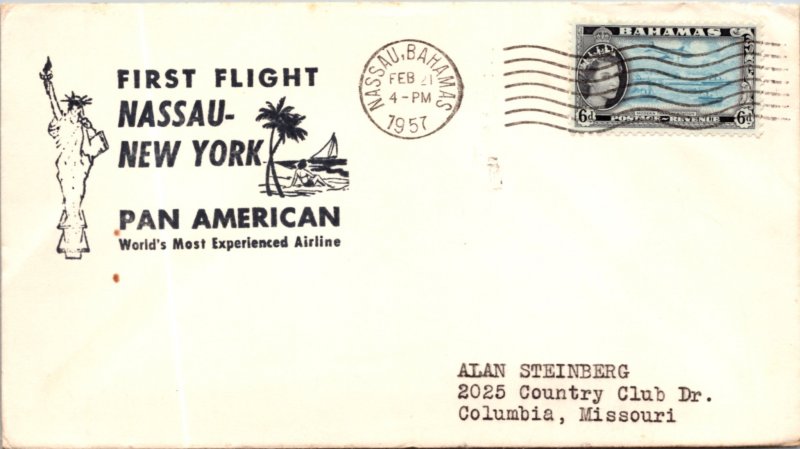 FIRST FLIGHT
NASSAU-
NEW YORK
PAN AMERICAN
World's Most Experienced Airline
NASSAU, BAHAMAS
FEB 21
4-PM
1957
BAHAMAS
6d
POSTAGE REVENUE
6d
ALAN STEINBERG
2025 Country Club Dr.
Columbia, Missouri